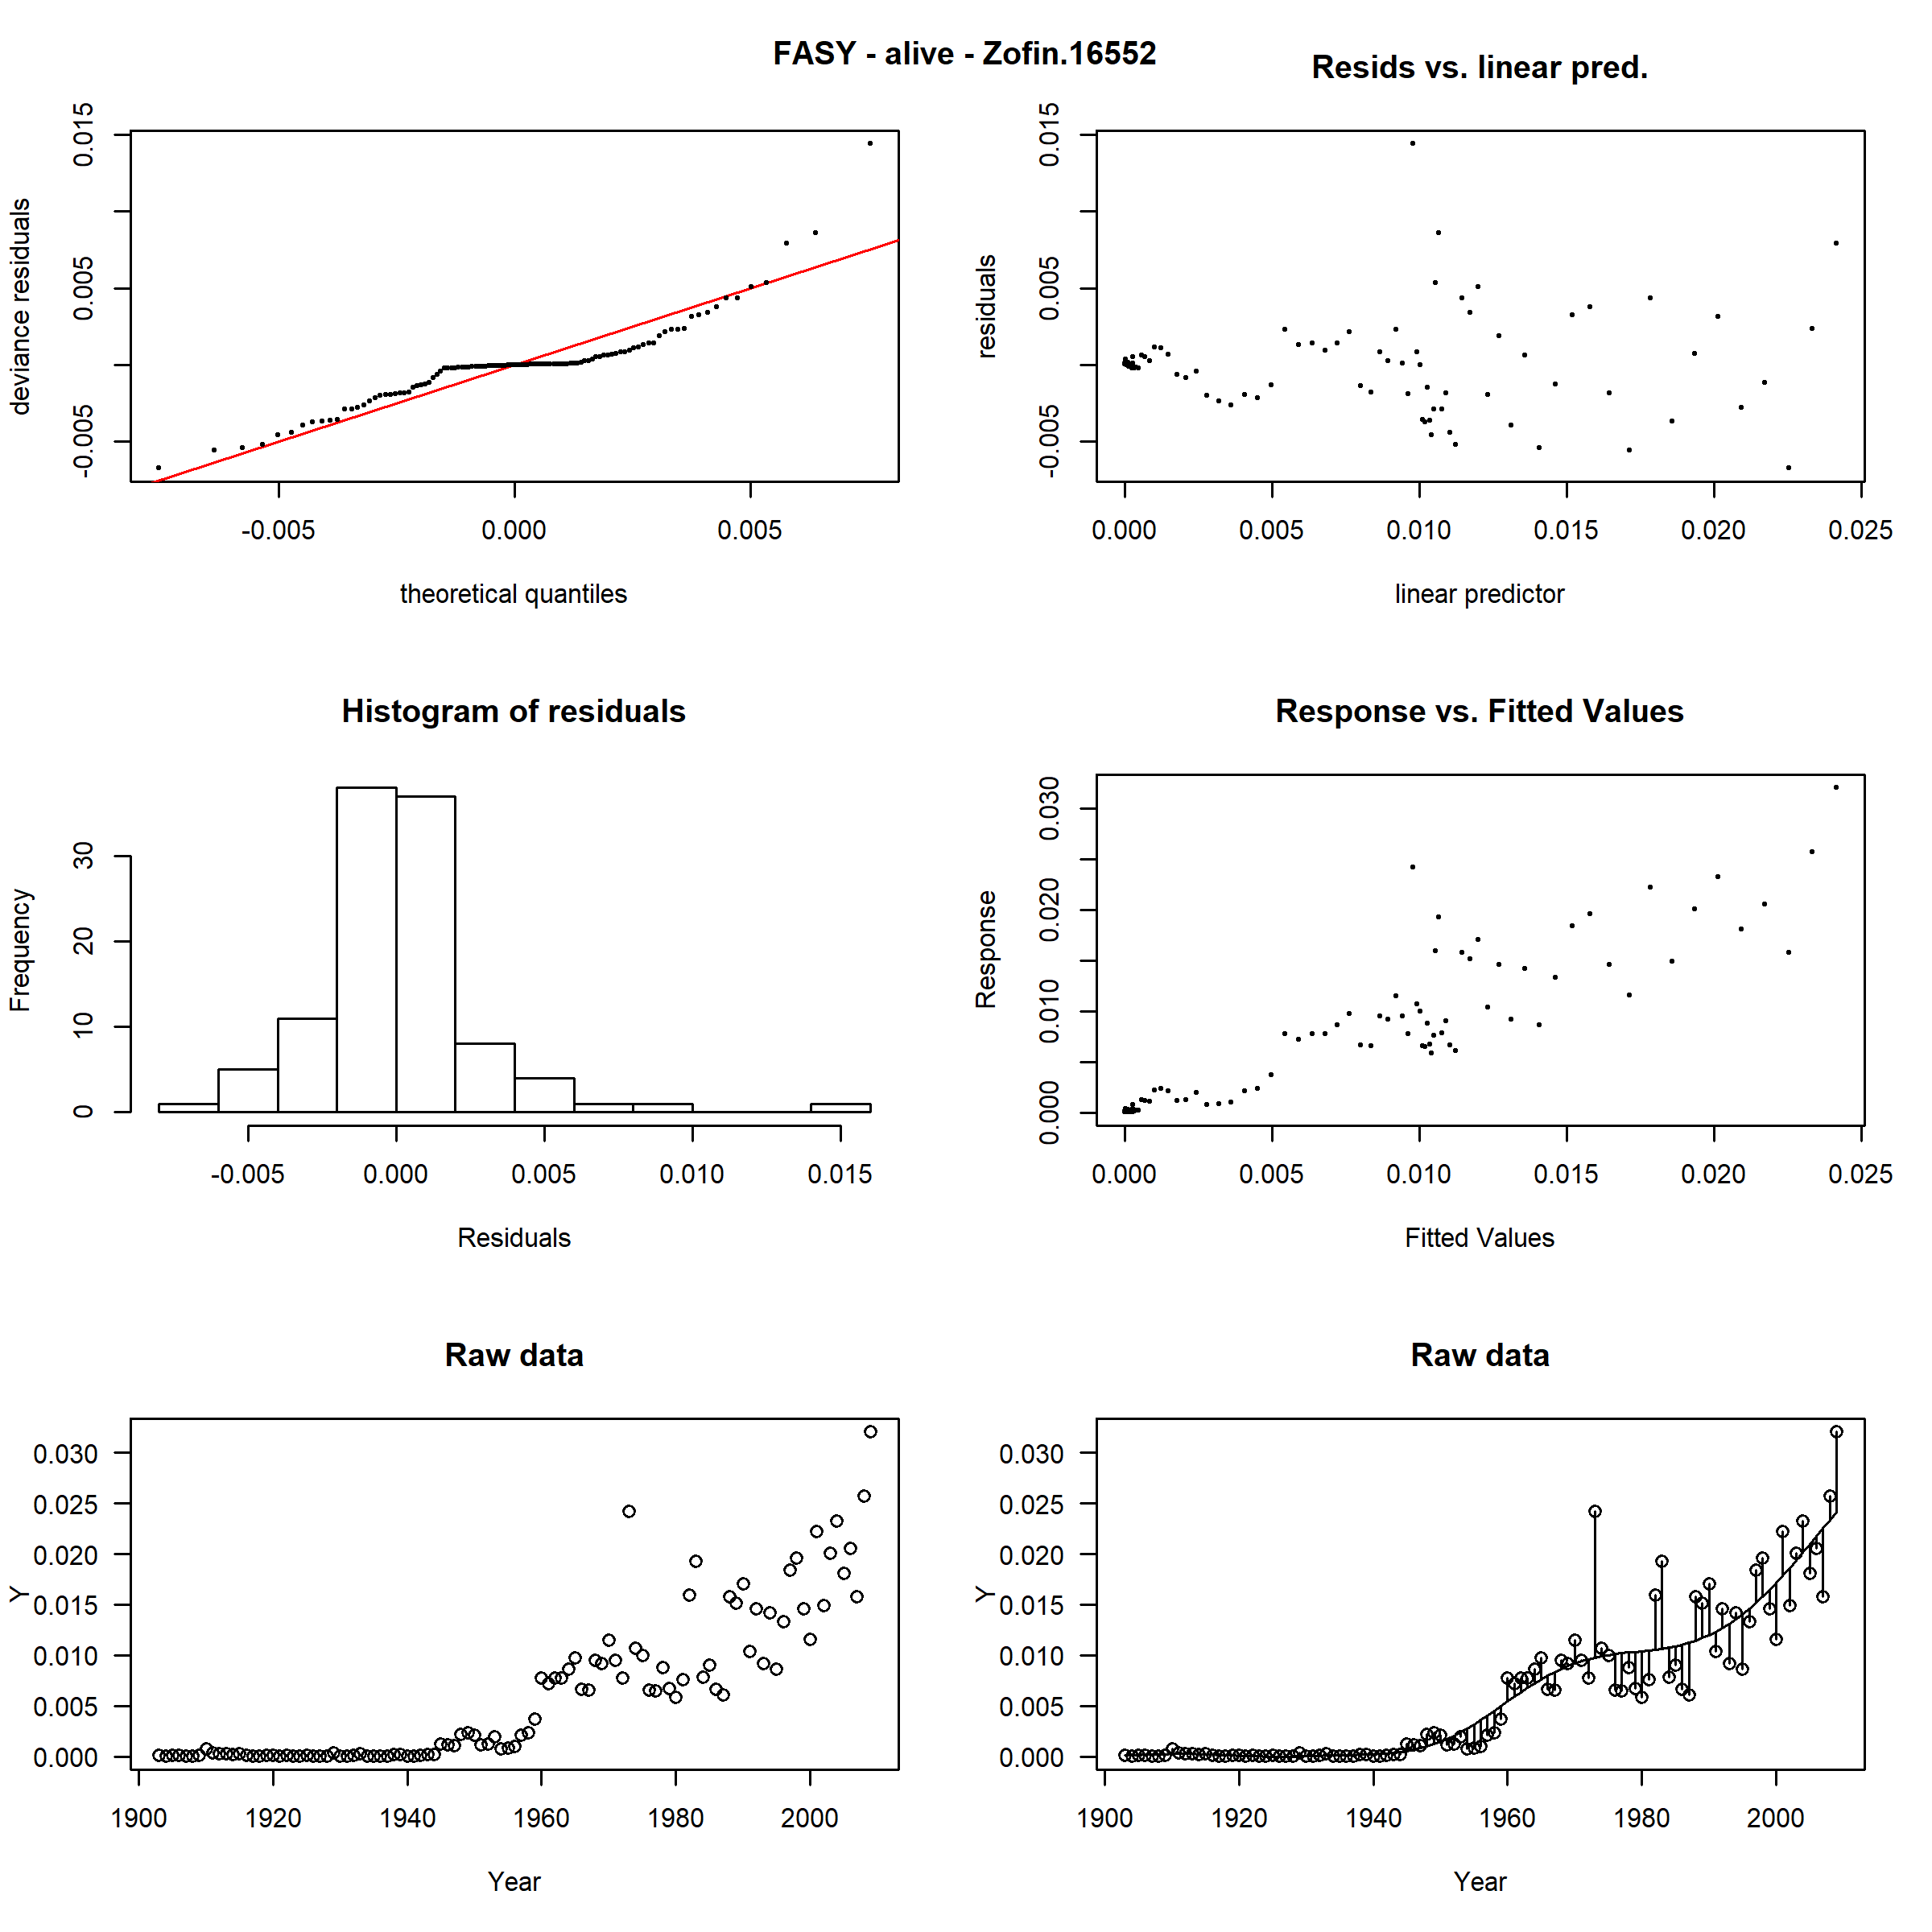 FASY - alive - Zofin.16552
deviance residuals
-0.005 0.005 0.015
-0.005 0.000 0.005
theoretical quantiles
Resids vs. linear pred.
residuals
-0.005 0.005 0.015
0.000 0.005 0.010 0.015 0.020 0.025
linear predictor
Histogram of residuals
Frequency
0 10 20 30
-0.005 0.000 0.005 0.010 0.015
Residuals
Response vs. Fitted Values
Response
0.000 0.010 0.020 0.030
0.000 0.005 0.010 0.015 0.020 0.025
Fitted Values
Raw data
Y
0.030
0.025
0.020
0.015
0.010
0.005
0.000
1900 1920 1940 1960 1980 2000
Year
Raw data
Y
0.030
0.025
0.020
0.015
0.010
0.005
0.000
1900 1920 1940 1960 1980 2000
Year